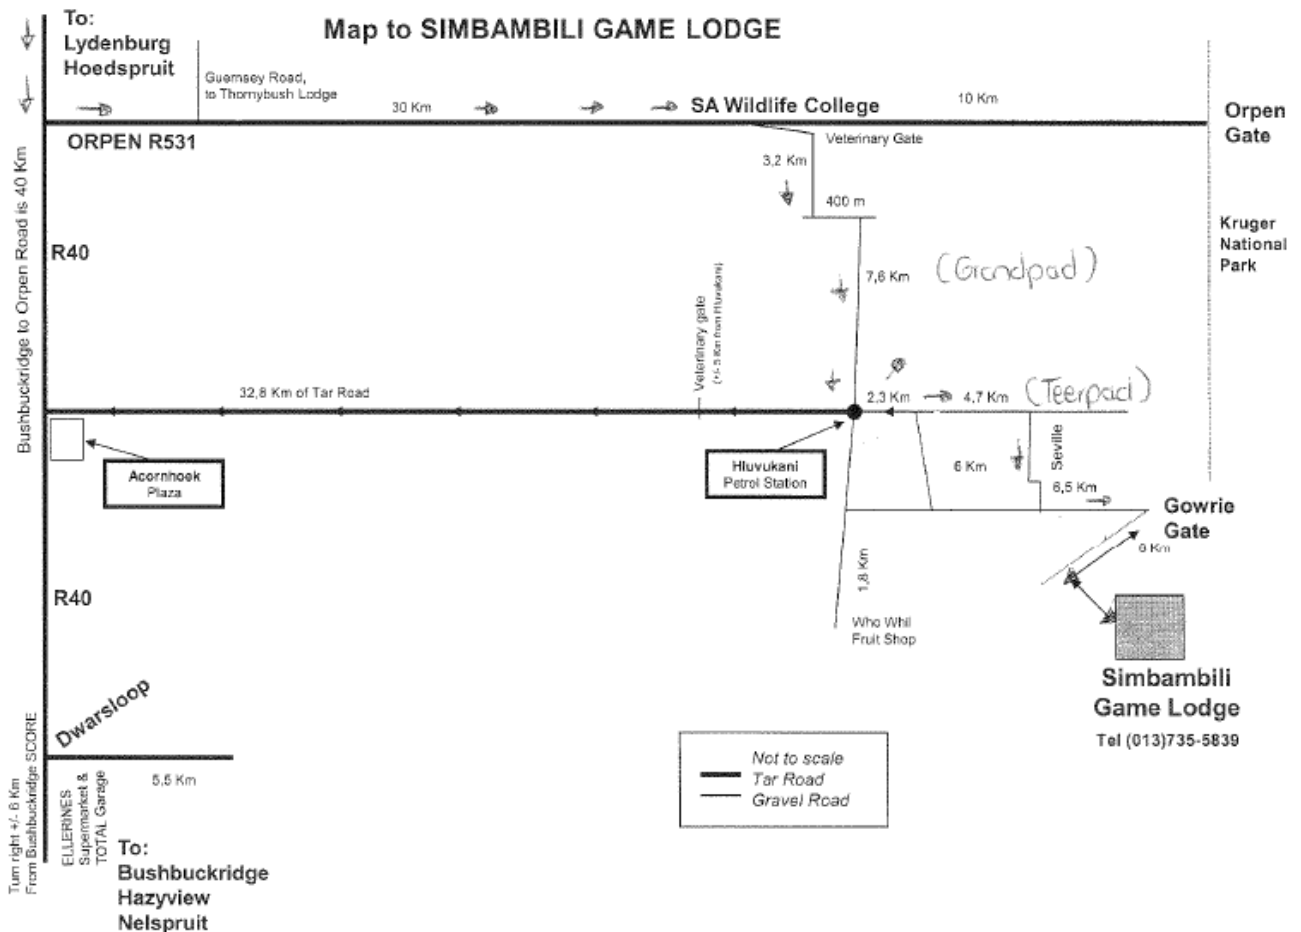 Map to SIMBAMBILI GAME LODGE
To:
Lydenburg
Hoedspruit
Guernsey Road,
to Thornybush Lodge
30 Km
SA Wildlife College
10 Km
Orpen
Gate
ORPEN R531
Veterinary Gate
3,2 Km
400 m
Bushbuckridge to Orpen Road is 40 Km
R40
Kruger
National
Park
7,6 Km
(Grondpad)
Veterinary gate
(+/- 5 Km from Hluvukani)
32,8 Km of Tar Road
2,3 Km
4,7 Km
(Teerpad)
Acornhoek
Plaza
Hluvukani
Petrol Station
6 Km
Seville
6,5 Km
Gowrie
Gate
6 Km
1,8 Km
R40
Who Whil
Fruit Shop
Simbambili
Game Lodge
Tel (013)735-5839
Dwarsloop
5,5 Km
Not to scale
Tar Road
Gravel Road
Turn right +/- 6 Km
From Bushbuckridge SCORE
ELLERINES
Supermarket &
TOTAL Garage
To:
Bushbuckridge
Hazyview
Nelspruit